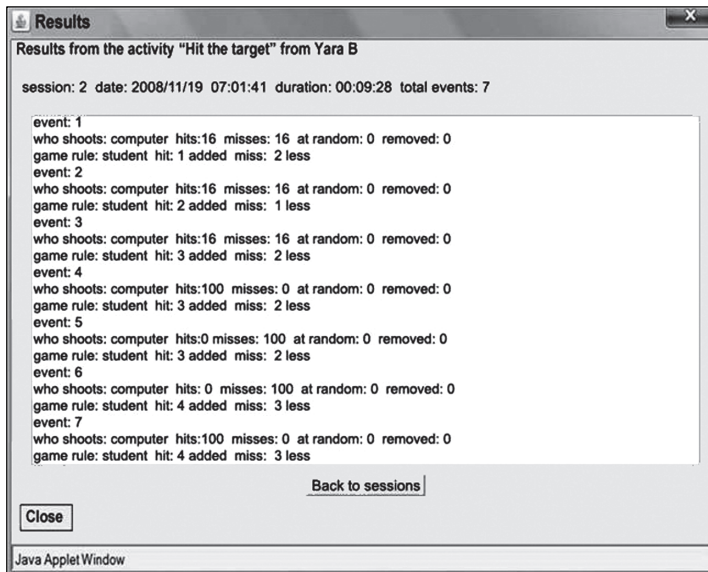 Results
X
Results from the activity “Hit the target” from Yara B
session: 2 date: 2008/11/19 07:01:41 duration: 00:09:28 total events: 7
event: 1
who shoots: computer hits:16 misses: 16 at random: 0 removed: 0
game rule: student hit: 1 added miss: 2 less
event: 2
who shoots: computer hits:16 misses: 16 at random: 0 removed: 0
game rule: student hit: 2 added miss: 1 less
event: 3
who shoots: computer hits:16 misses: 16 at random: 0 removed: 0
game rule: student hit: 3 added miss: 2 less
event: 4
who shoots: computer hits:100 misses: 0 at random: 0 removed: 0
game rule: student hit: 3 added miss: 2 less
event: 5
who shoots: computer hits:0 misses: 100 at random: 0 removed: 0
game rule: student hit: 3 added miss: 2 less
event: 6
who shoots: computer hits: 0 misses: 100 at random: 0 removed: 0
game rule: student hit: 4 added miss: 3 less
event: 7
who shoots: computer hits:100 misses: 0 at random: 0 removed: 0
game rule: student hit: 4 added miss: 3 less
Back to sessions
Close
Java Applet Window